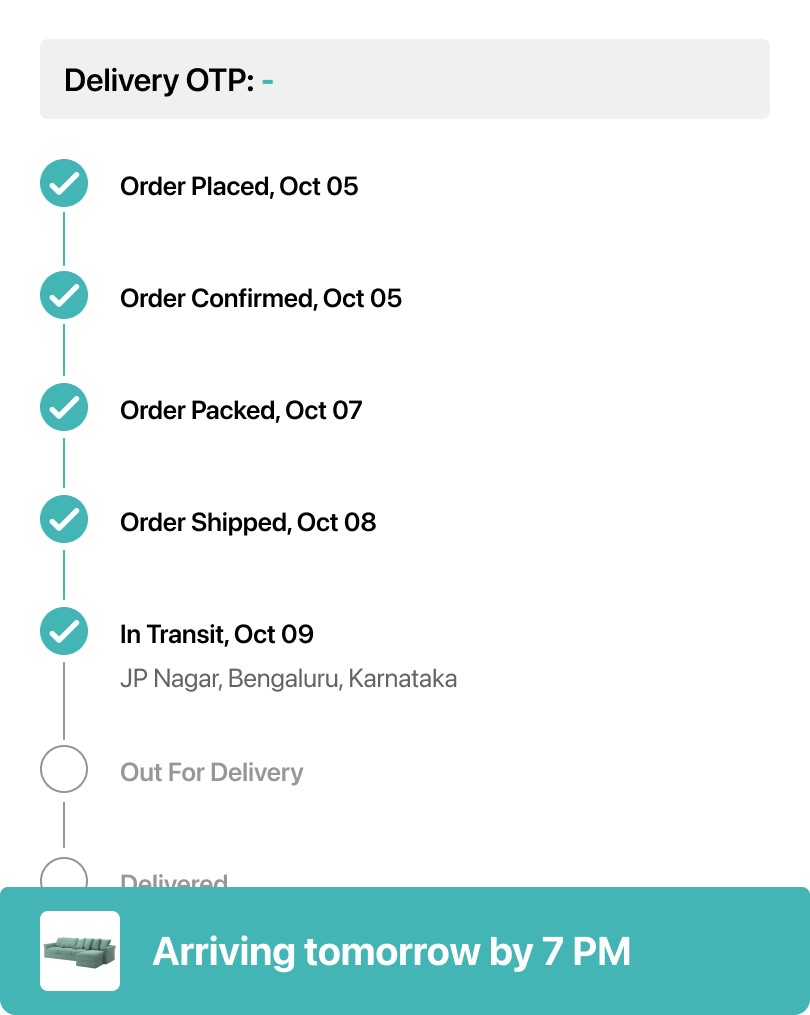 Delivery OTP: -
Order Placed, Oct 05
Order Confirmed, Oct 05
Order Packed, Oct 07
Order Shipped, Oct 08
In Transit, Oct 09
JP Nagar, Bengaluru, Karnataka
Out For Delivery
Delivered
Arriving tomorrow by 7 PM